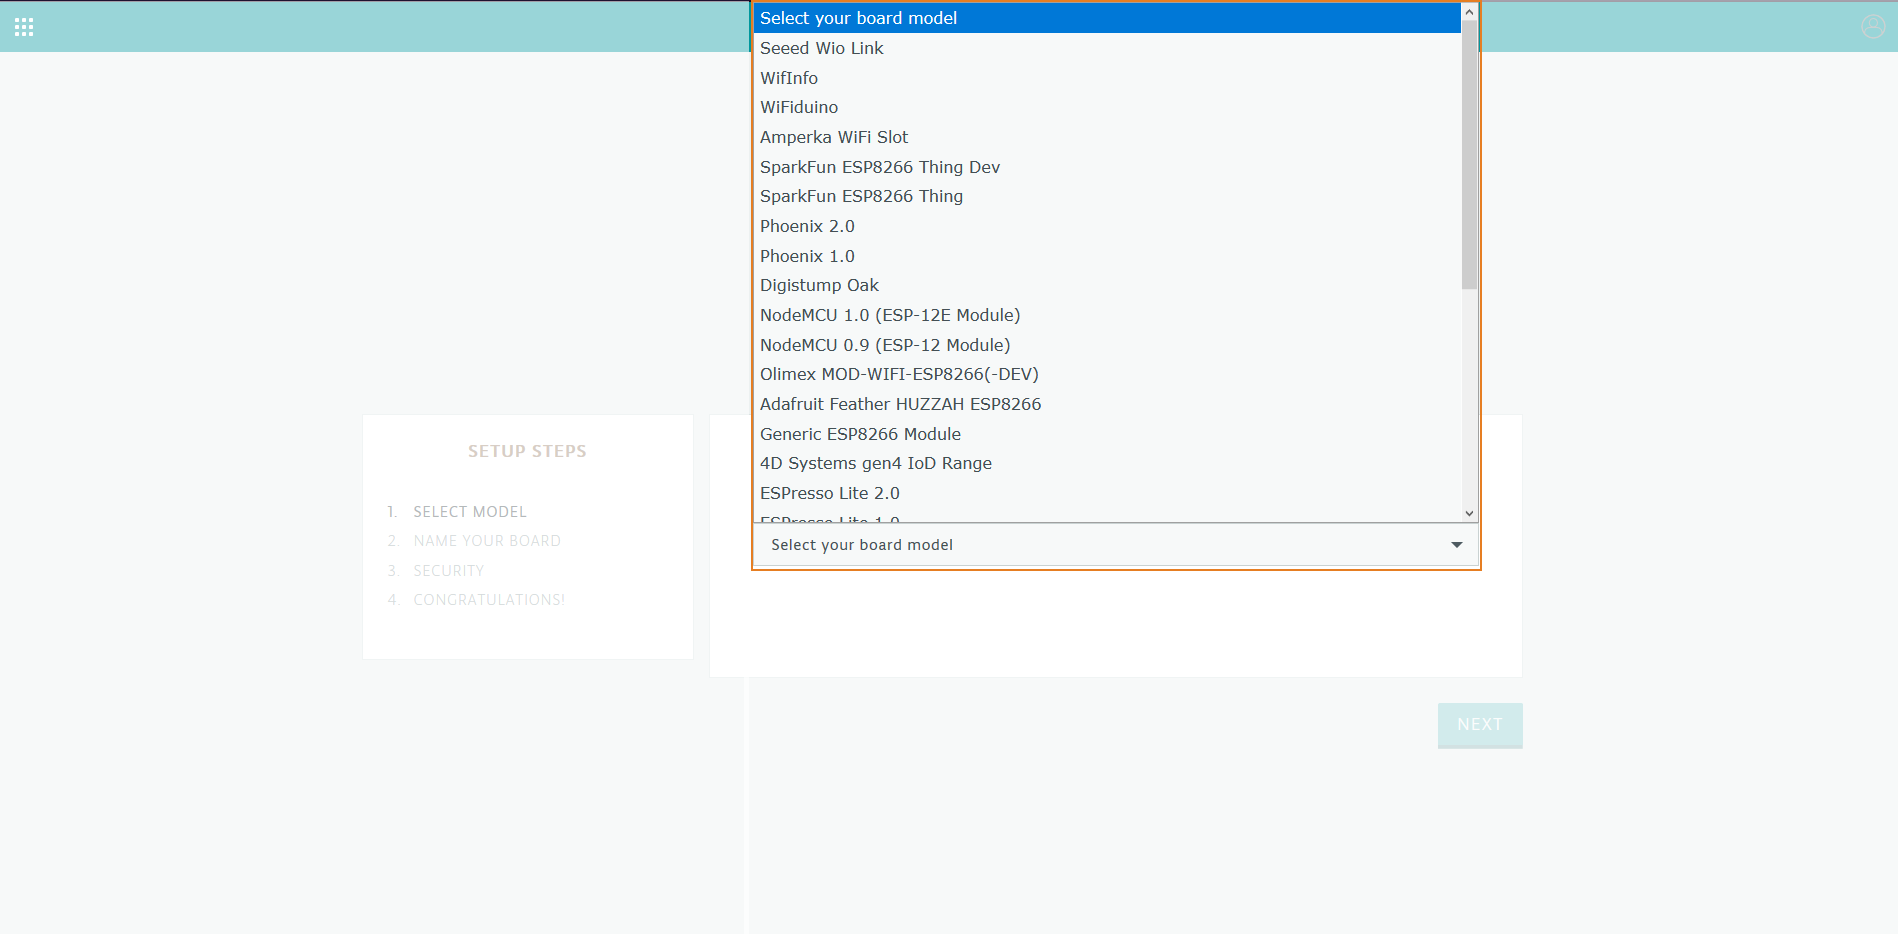 Select your board model
Seeed Wio Link
WifInfo
WiFiduino
Amperka WiFi Slot
SparkFun ESP8266 Thing Dev
SparkFun ESP8266 Thing
Phoenix 2.0
Phoenix 1.0
Digistump Oak
NodeMCU 1.0 (ESP-12E Module)
NodeMCU 0.9 (ESP-12 Module)
Olimex MOD-WIFI-ESP8266(-DEV)
Adafruit Feather HUZZAH ESP8266
Generic ESP8266 Module
4D Systems gen4 IoD Range
ESPresso Lite 2.0
ESPresso Lite 1.0
Select your board model
SETUP STEPS
1. SELECT MODEL
2. NAME YOUR BOARD
3. SECURITY
4. CONGRATULATIONS!
NEXT